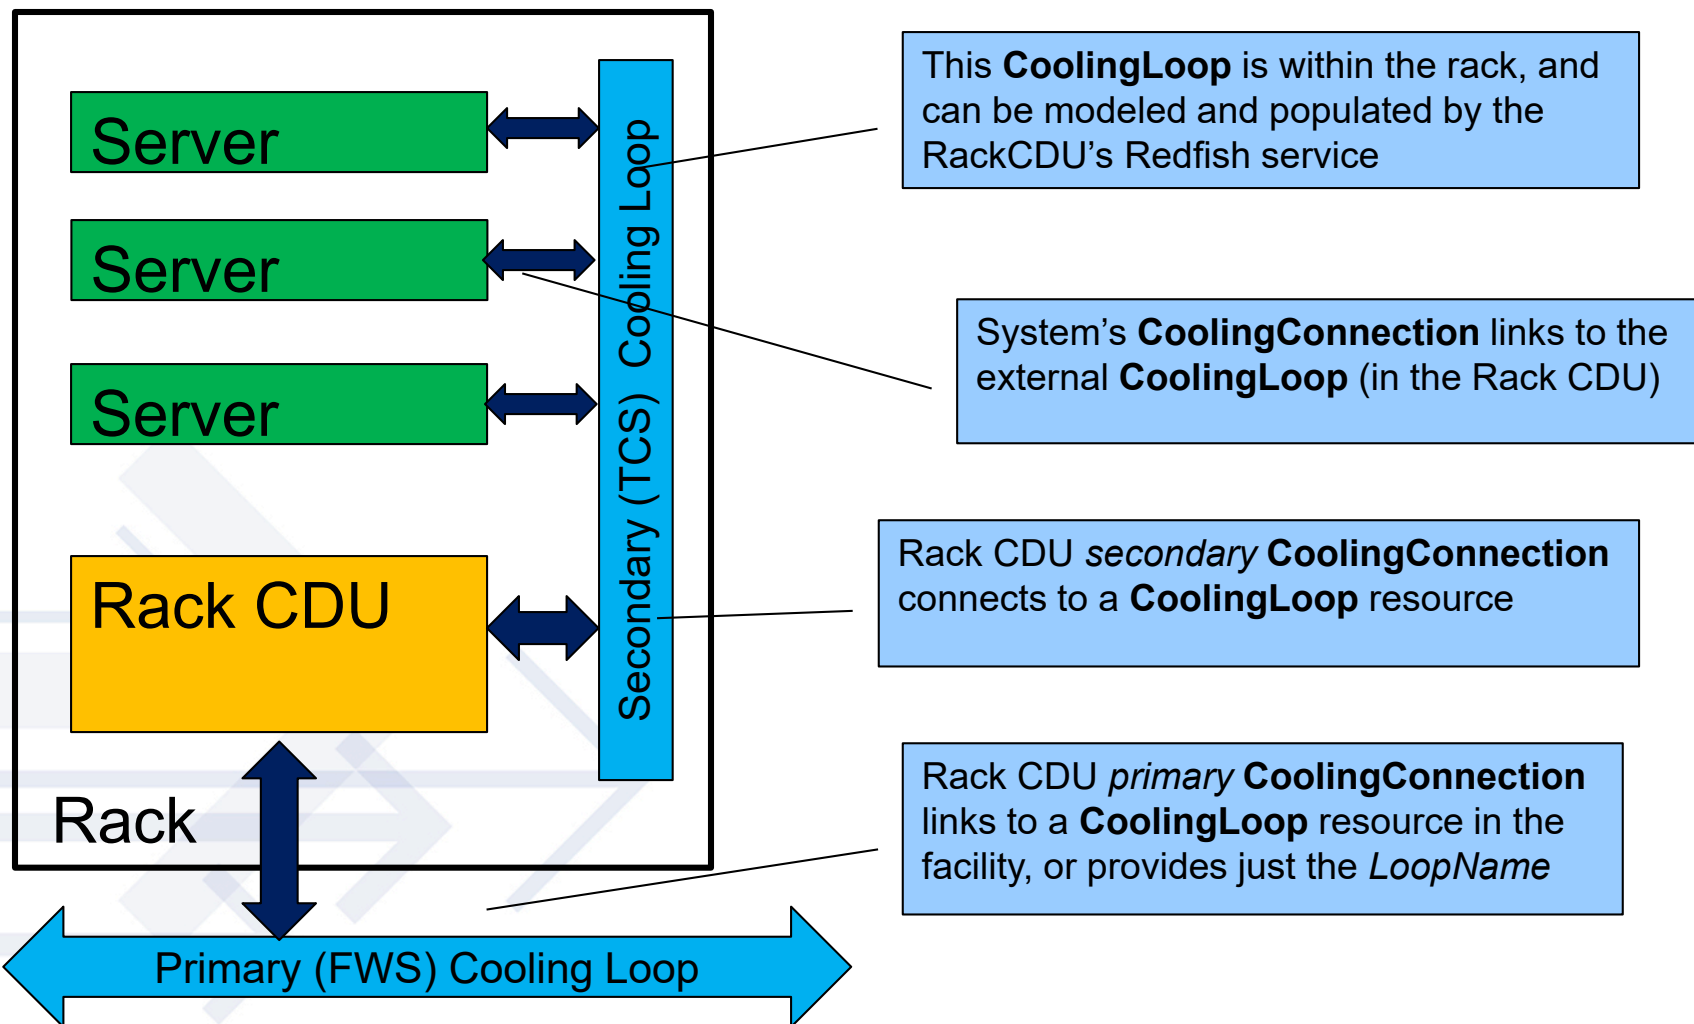 Server
Server
Server
Rack CDU
Rack
Secondary (TCS) Cooling Loop
Primary (FWS) Cooling Loop
This CoolingLoop is within the rack, and
can be modeled and populated by the
RackCDU’s Redfish service
System’s CoolingConnection links to the
external CoolingLoop (in the Rack CDU)
Rack CDU secondary CoolingConnection
connects to a CoolingLoop resource
Rack CDU primary CoolingConnection
links to a CoolingLoop resource in the
facility, or provides just the LoopName